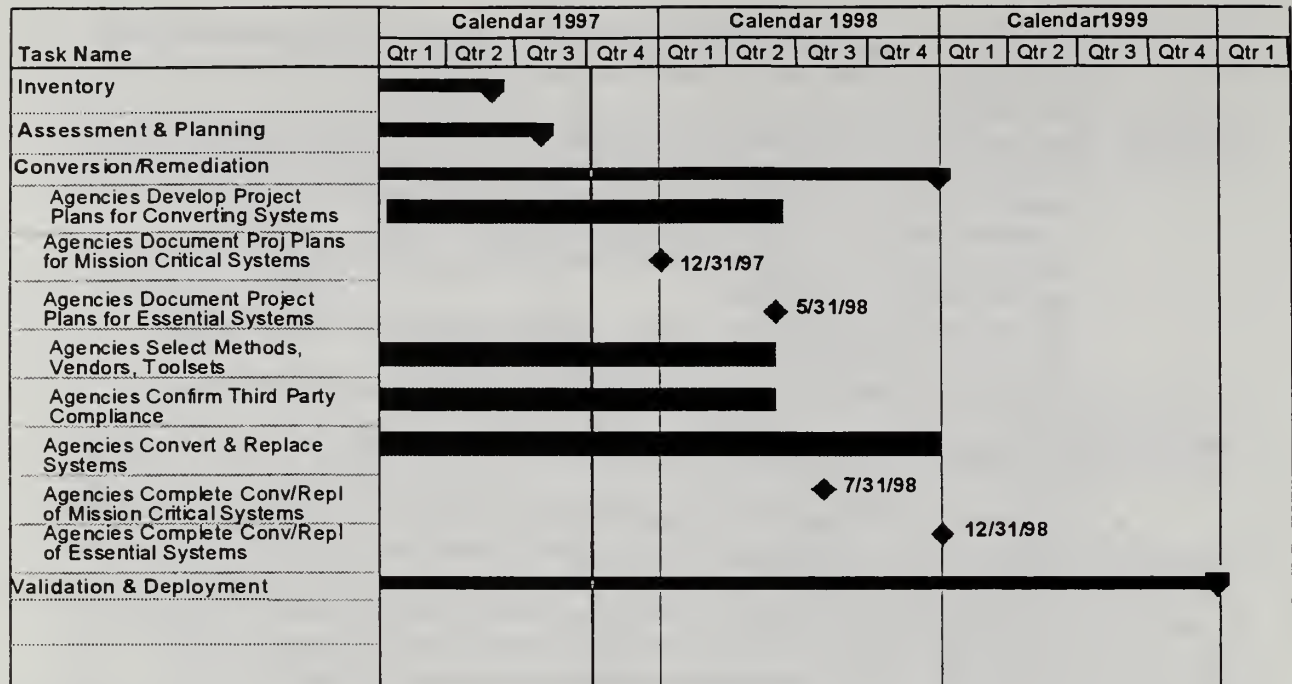 Calendar 1997 Calendar 1998 Calendar1999
Task Name Qtr 1 Qtr 2 Qtr 3 Qtr 4 Qtr 1 Qtr 2 Qtr 3 Qtr 4 Qtr 1 Qtr 2 Qtr 3 Qtr 4 Qtr 1
Inventory
Assessment & Planning
Conversion/Remediation
Agencies Develop Project
Plans for Converting Systems
Agencies Document Proj Plans
for Mission Critical Systems
12/31/97
Agencies Document Project
Plans for Essential Systems
5/31/98
Agencies Select Methods,
Vendors, Toolsets
Agencies Confirm Third Party
Compliance
Agencies Convert & Replace
Systems
Agencies Complete Conv/Repl
of Mission Critical Systems
7/31/98
Agencies Complete Conv/Repl
of Essential Systems
12/31/98
Validation & Deployment